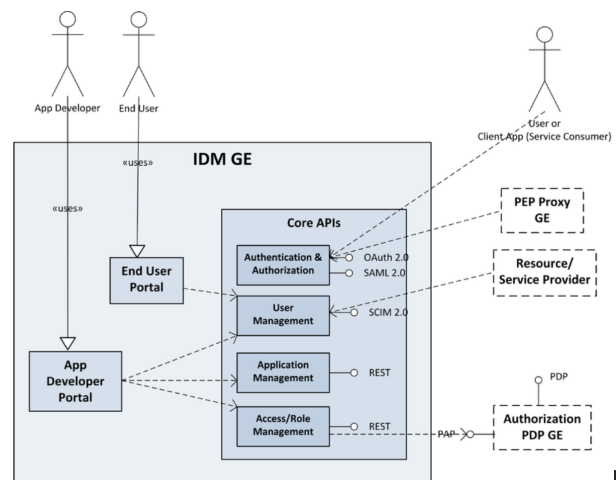 App Developer
End User
User or
Client App (Service Consumer)
IDM GE
«uses»
«uses»
Core APIs
PEP Proxy
GE
Authentication &
Authorization
OAuth 2.0
SAML 2.0
Resource/
Service Provider
End User
Portal
User
Management
SCIM 2.0
App
Developer
Portal
Application
Management
REST
PDP
Access/Role
Management
REST
PAP
Authorization
PDP GE